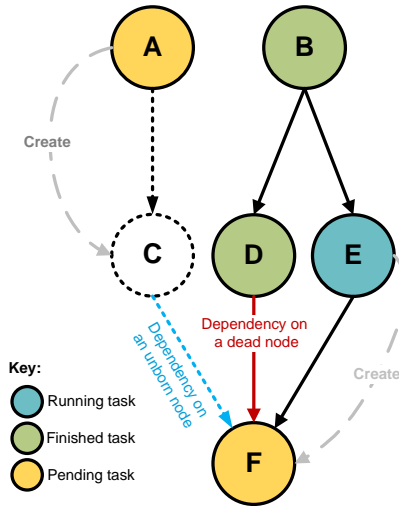 A
B
Create
C
D
E
Dependency on
an unborn node
Dependency on
a dead node
Create
Key:
Running task
Finished task
Pending task
F